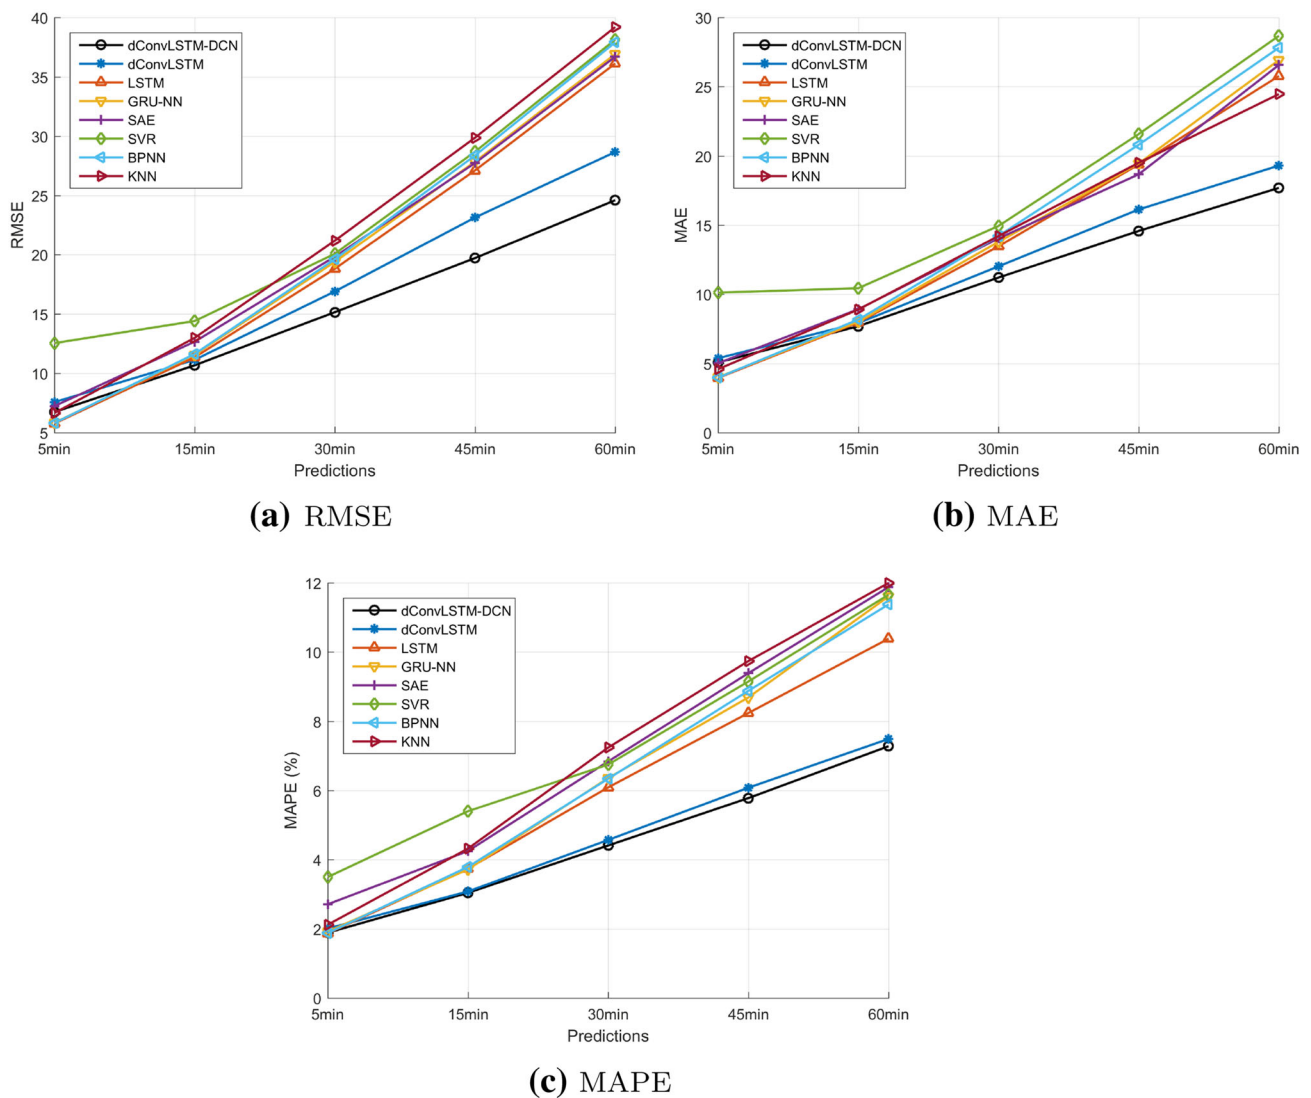 40
35
30
25
20
15
10
5
RMSE
dConvLSTM-DCN
dConvLSTM
LSTM
GRU-NN
SAE
SVR
BPNN
KNN
5min 15min 30min 45min 60min
Predictions
(a) RMSE
30
25
20
15
10
5
0
MAE
dConvLSTM-DCN
dConvLSTM
LSTM
GRU-NN
SAE
SVR
BPNN
KNN
5min 15min 30min 45min 60min
Predictions
(b) MAE
12
10
8
6
4
2
0
MAPE (%)
dConvLSTM-DCN
dConvLSTM
LSTM
GRU-NN
SAE
SVR
BPNN
KNN
5min 15min 30min 45min 60min
Predictions
(c) MAPE